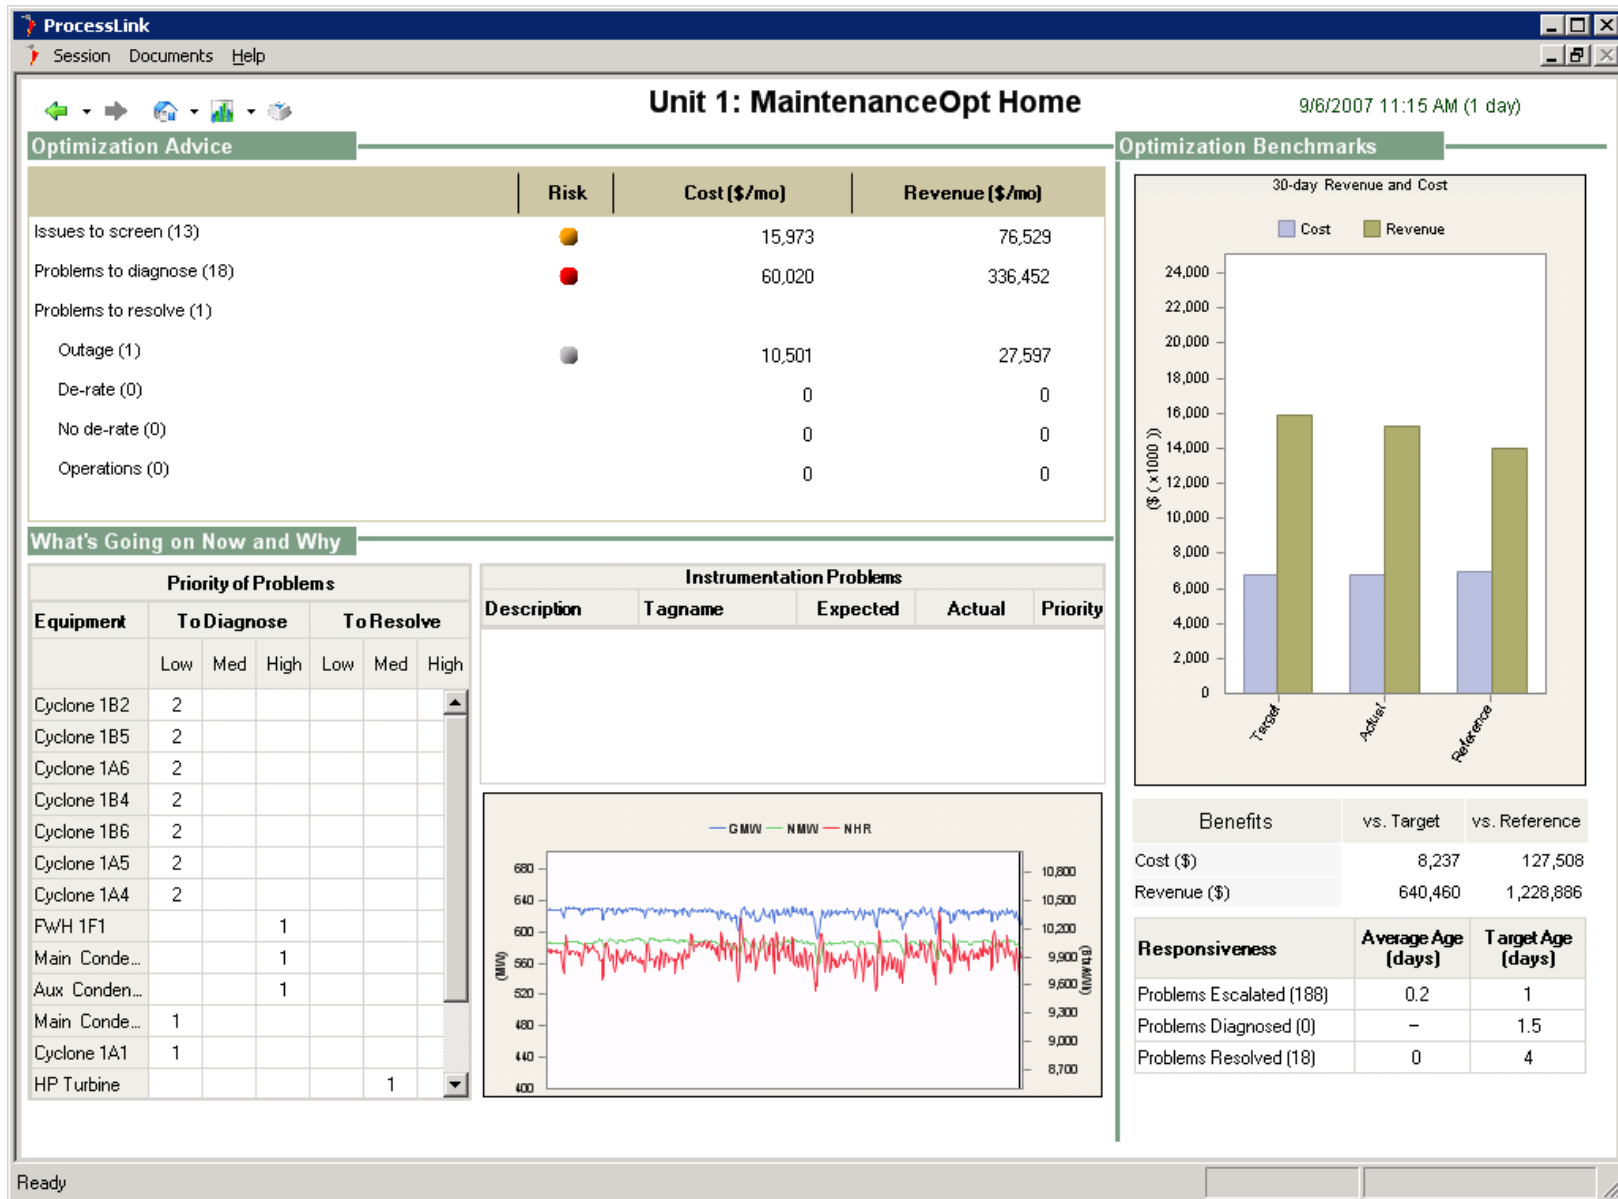 ProcessLink
Session Documents Help
Unit 1: MaintenanceOpt Home
9/6/2007 11:15 AM (1 day)
Optimization Advice
Risk Cost ($/mo) Revenue ($/mo)
Issues to screen (13) 15,973 76,529
Problems to diagnose (18) 60,020 336,452
Problems to resolve (1)
Outage (1) 10,501 27,597
De-rate (0) 0 0
No de-rate (0) 0 0
Operations (0) 0 0
What's Going on Now and Why
Priority of Problems
Equipment To Diagnose To Resolve
Low Med High Low Med High
Cyclone 1B2 2
Cyclone 1B5 2
Cyclone 1A6 2
Cyclone 1B4 2
Cyclone 1B6 2
Cyclone 1A5 2
Cyclone 1A4 2
FWH 1F1 1
Main Conde... 1
Aux Conden... 1
Main Conde... 1
Cyclone 1A1 1
HP Turbine 1
Instrumentation Problems
Description Tagname Expected Actual Priority
GMW NMW NHR
680 10,800
640 10,500
600 10,200
560 9,900
520 9,600
480 9,300
440 9,000
400 8,700
(MW)
(Btu/kWh)
Optimization Benchmarks
30-day Revenue and Cost
Cost Revenue
24,000
22,000
20,000
18,000
16,000
14,000
12,000
10,000
8,000
6,000
4,000
2,000
0
($ ( x1000 ))
Target Actual Reference
Benefits vs. Target vs. Reference
Cost ($) 8,237 127,508
Revenue ($) 640,460 1,228,886
Responsiveness Average Age (days) Target Age (days)
Problems Escalated (188) 0.2 1
Problems Diagnosed (0) – 1.5
Problems Resolved (18) 0 4
Ready